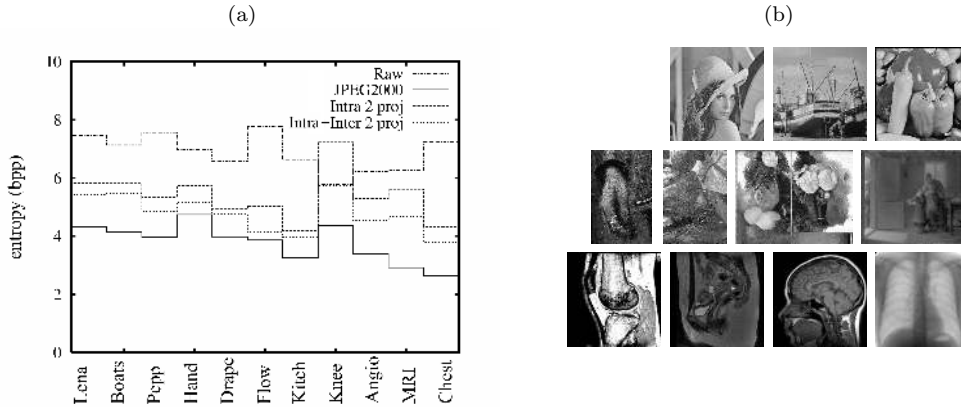 (a)
(b)
10
8
6
4
2
0
entropy (bpp)
Raw
JPEG2000
Intra 2 proj
Intra-Inter 2 proj
Lena
Boats
Pepp
Hand
Drape
Flow
Kitch
Knee
Angio
MRI
Chest